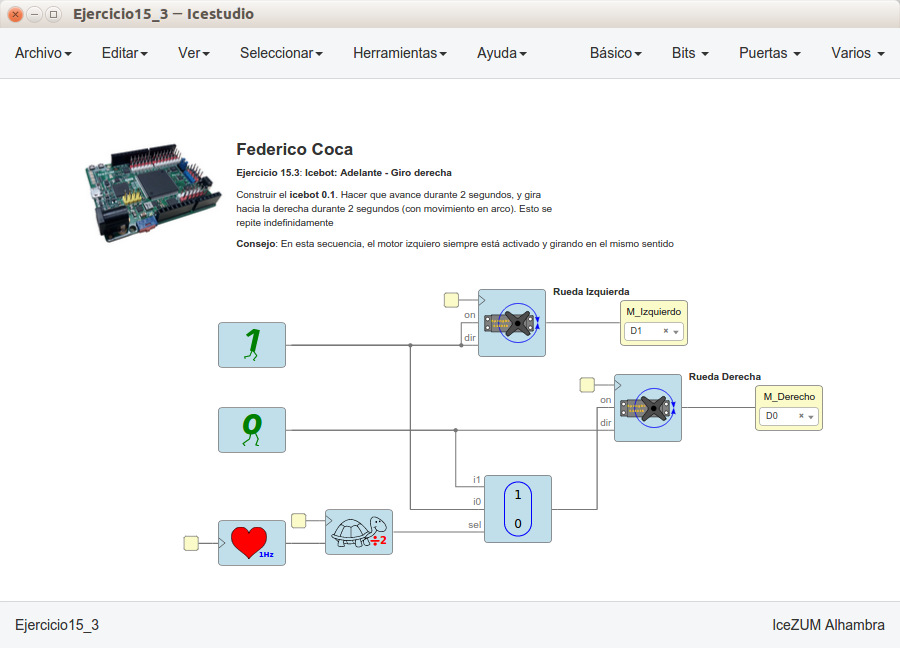 Ejercicio15_3 — Icestudio
Archivo Editar Ver Seleccionar Herramientas Ayuda Básico Bits Puertas Varios
Federico Coca
Ejercicio 15.3: Icebot: Adelante - Giro derecha
Construir el icebot 0.1. Hacer que avance durante 2 segundos, y gira
hacia la derecha durante 2 segundos (con movimiento en arco). Esto se
repite indefinidamente
Consejo: En esta secuencia, el motor izquiero siempre está activado y girando en el mismo sentido
Rueda Izquierda
on
dir
M_Izquierdo
D1
1
Rueda Derecha
on
dir
M_Derecho
D0
0
i1
i0
sel
1
0
1Hz
÷2
Ejercicio15_3
IceZUM Alhambra